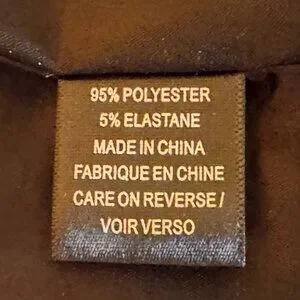 95% POLYESTER
5% ELASTANE
MADE IN CHINA
FABRIQUE EN CHINE
CARE ON REVERSE /
VOIR VERSO